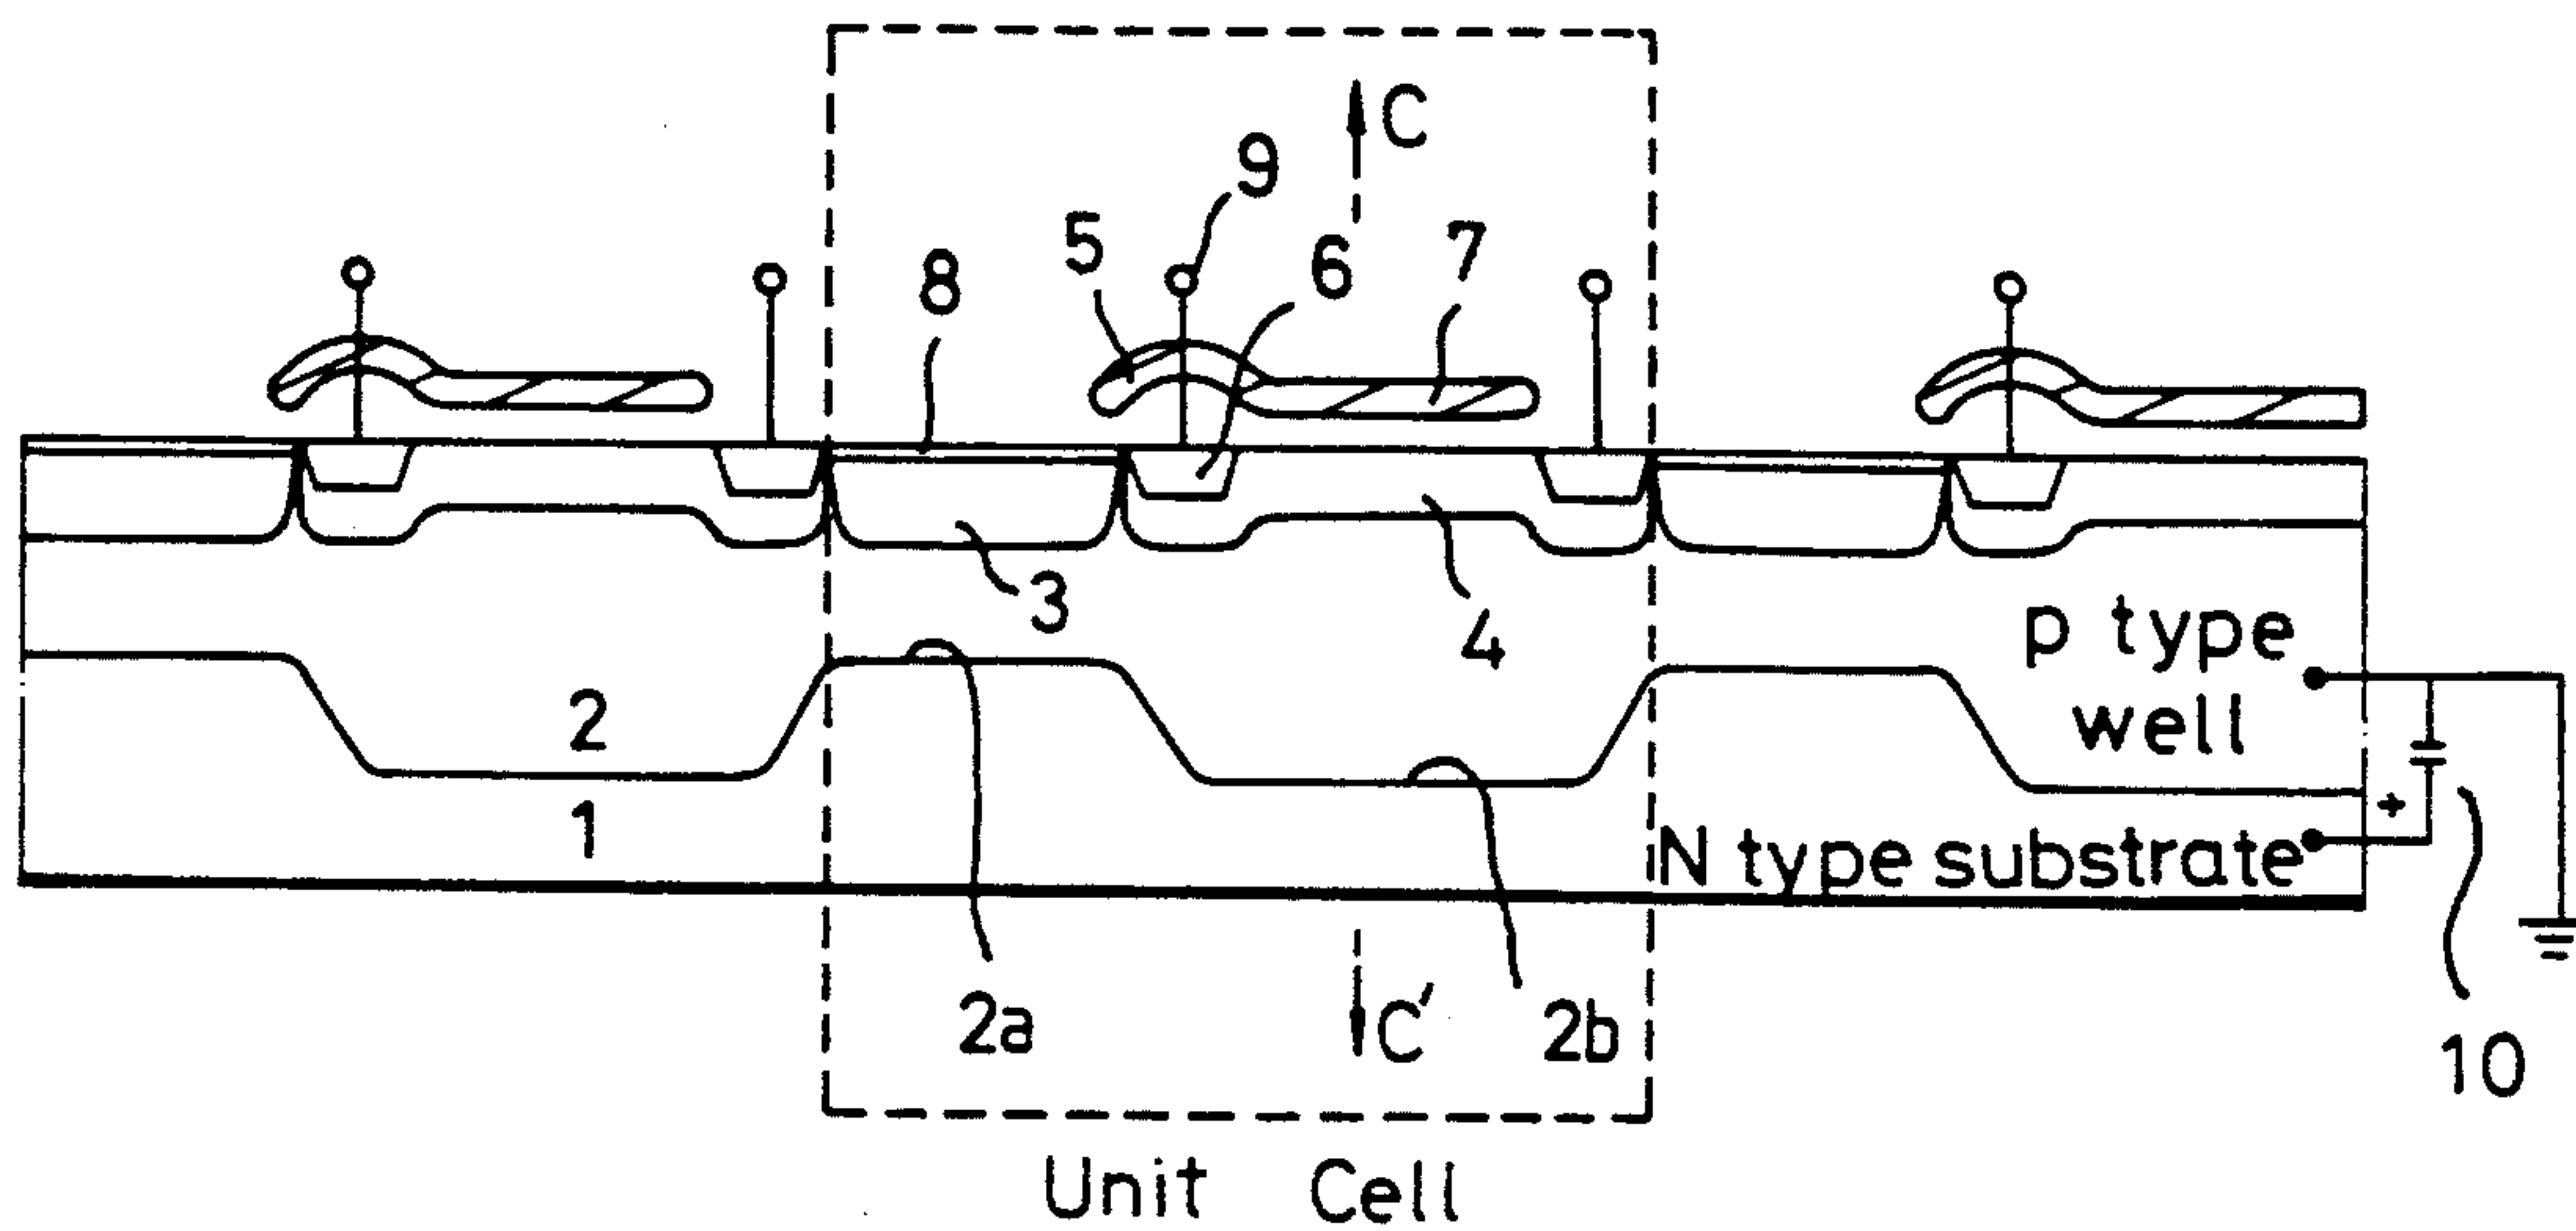 C
9
5
6
7
8
3
4
p type
well
2
1
+
N type substrate
2a
C'
2b
10
Unit Cell